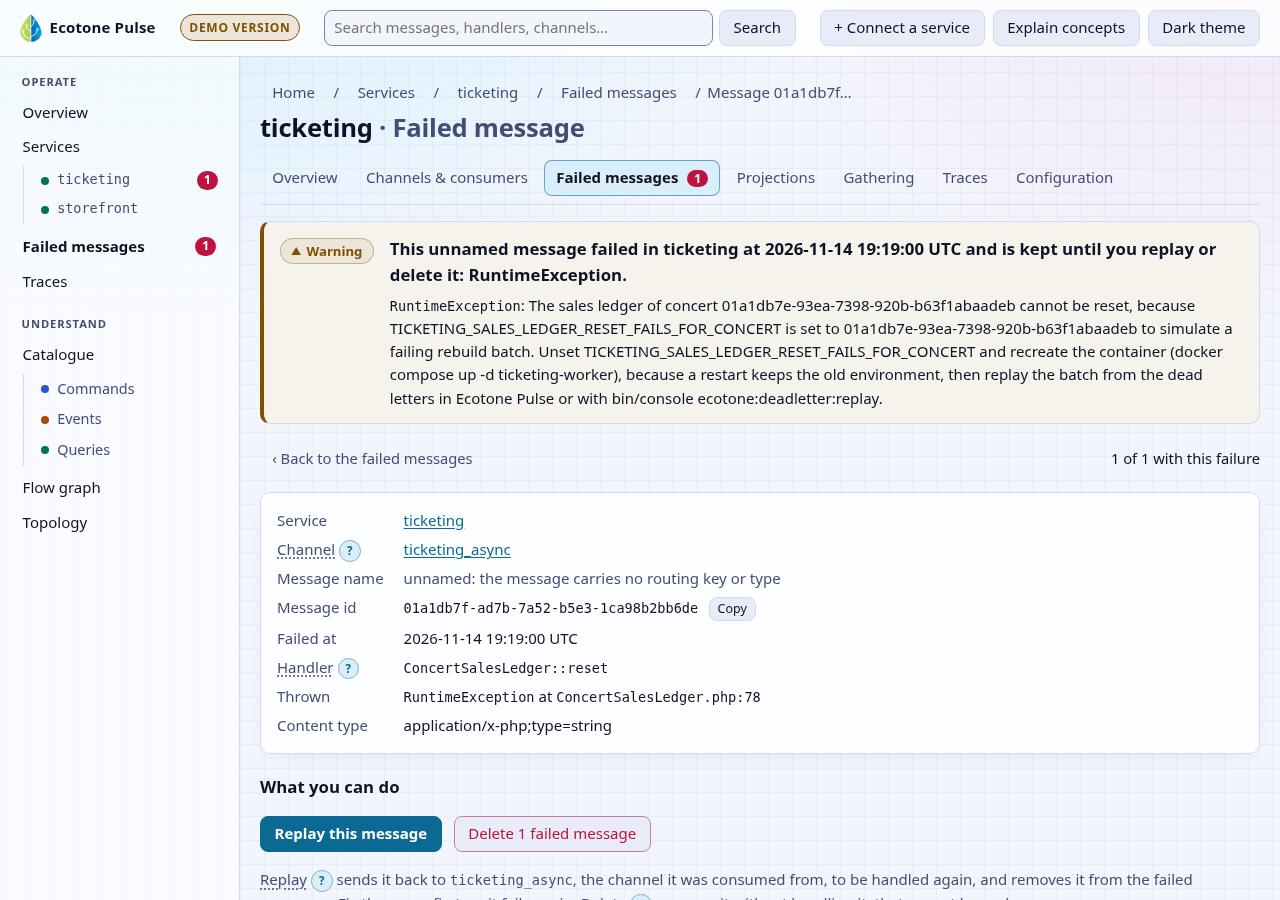 Ecotone Pulse
DEMO VERSION
Search messages, handlers, channels...
Search
+ Connect a service
Explain concepts
Dark theme
OPERATE
Overview
Services
ticketing 1
storefront
Failed messages 1
Traces
UNDERSTAND
Catalogue
Commands
Events
Queries
Flow graph
Topology
Home / Services / ticketing / Failed messages / Message 01a1db7f...
ticketing · Failed message
Overview Channels & consumers Failed messages 1 Projections Gathering Traces Configuration
▲ Warning
This unnamed message failed in ticketing at 2026-11-14 19:19:00 UTC and is kept until you replay or
delete it: RuntimeException.
RuntimeException: The sales ledger of concert 01a1db7e-93ea-7398-920b-b63f1abaadeb cannot be reset, because
TICKETING_SALES_LEDGER_RESET_FAILS_FOR_CONCERT is set to 01a1db7e-93ea-7398-920b-b63f1abaadeb to simulate a
failing rebuild batch. Unset TICKETING_SALES_LEDGER_RESET_FAILS_FOR_CONCERT and recreate the container (docker
compose up -d ticketing-worker), because a restart keeps the old environment, then replay the batch from the dead
letters in Ecotone Pulse or with bin/console ecotone:deadletter:replay.
‹ Back to the failed messages
1 of 1 with this failure
Service ticketing
Channel ? ticketing_async
Message name unnamed: the message carries no routing key or type
Message id 01a1db7f-ad7b-7a52-b5e3-1ca98b2bb6de Copy
Failed at 2026-11-14 19:19:00 UTC
Handler ? ConcertSalesLedger::reset
Thrown RuntimeException at ConcertSalesLedger.php:78
Content type application/x-php;type=string
What you can do
Replay this message
Delete 1 failed message
Replay ? sends it back to ticketing_async, the channel it was consumed from, to be handled again, and removes it from the failed